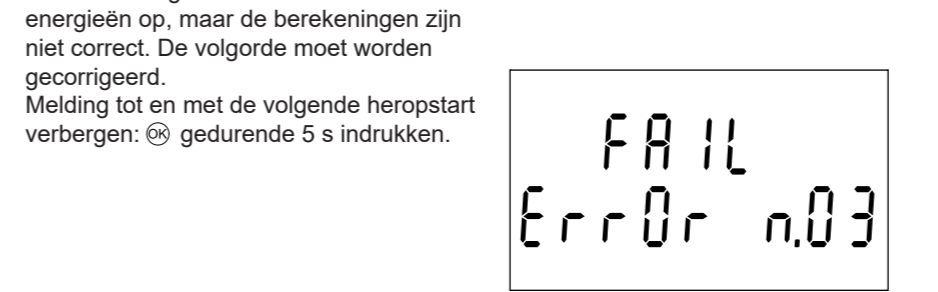 energieën op, maar de berekeningen zijn
niet correct. De volgorde moet worden
gecorrigeerd.
Melding tot en met de volgende heropstart
verbergen: OK gedurende 5 s indrukken.
FAIL
Err0r n.03